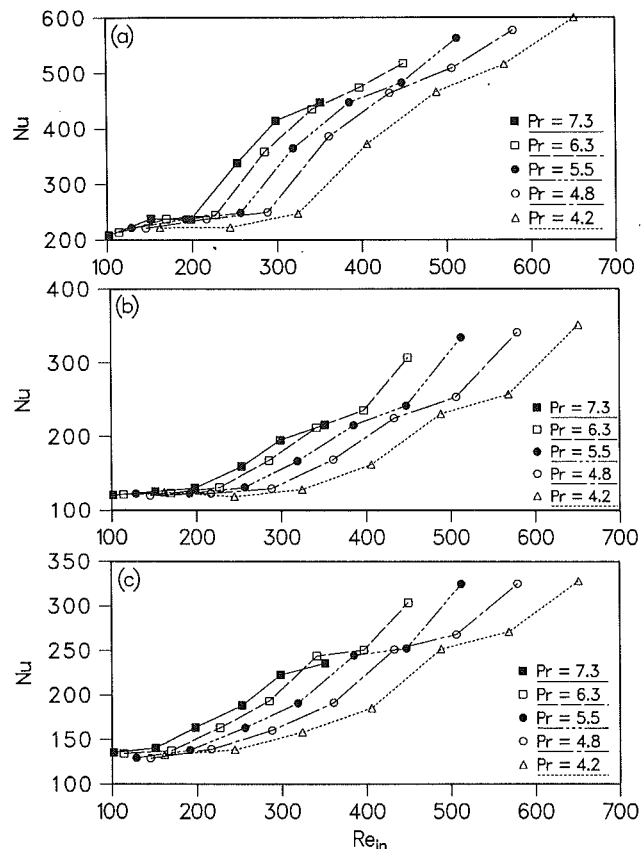 (a)
600
500
400
300
200
Nu
Pr = 7.3
Pr = 6.3
Pr = 5.5
Pr = 4.8
Pr = 4.2
100 200 300 400 500 600 700
(b)
400
300
200
100
Nu
Pr = 7.3
Pr = 6.3
Pr = 5.5
Pr = 4.8
Pr = 4.2
100 200 300 400 500 600 700
(c)
350
300
250
200
150
100
Nu
Pr = 7.3
Pr = 6.3
Pr = 5.5
Pr = 4.8
Pr = 4.2
100 200 300 400 500 600 700
Re_in